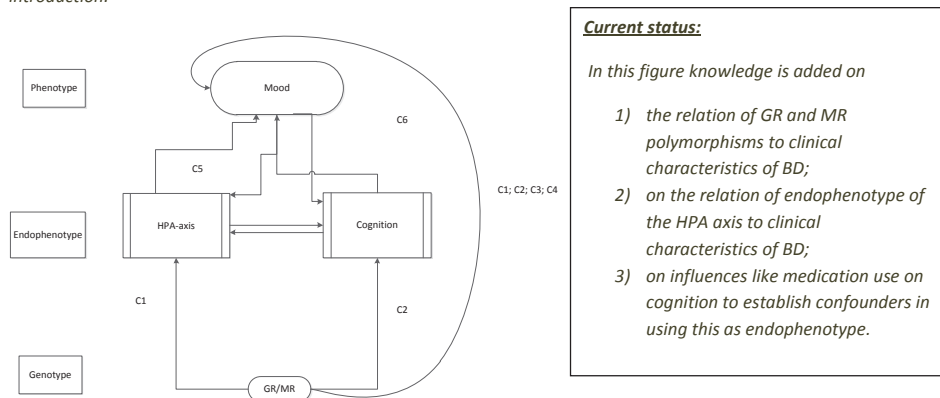 introduction.
Phenotype
Mood
C6
C5
C1; C2; C3; C4
Endophenotype
HPA-axis
Cognition
C1
C2
Genotype
GR/MR
Current status:
In this figure knowledge is added on
1) the relation of GR and MR
polymorphisms to clinical
characteristics of BD;
2) on the relation of endophenotype of
the HPA axis to clinical
characteristics of BD;
3) on influences like medication use on
cognition to establish confounders in
using this as endophenotype.